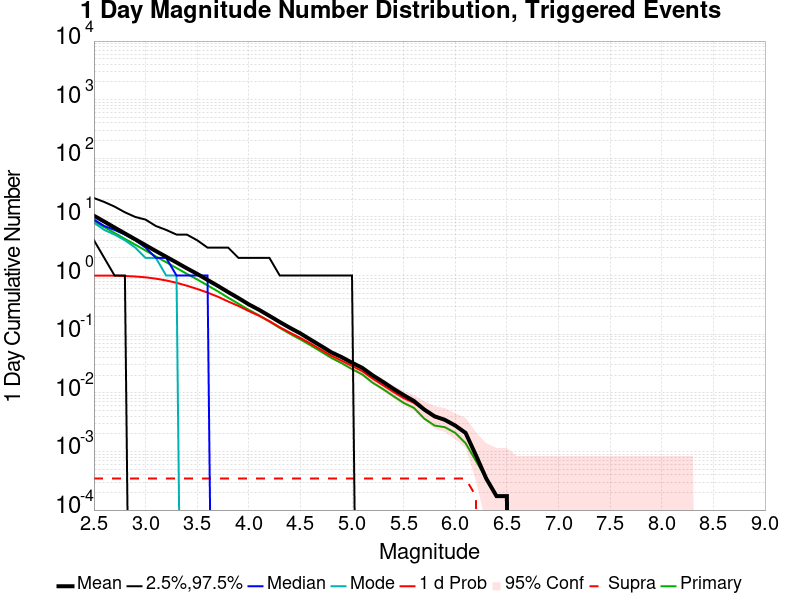 1 Day Magnitude Number Distribution, Triggered Events
10^4
10^3
10^2
10^1
10^0
10^-1
10^-2
10^-3
10^-4
1 Day Cumulative Number
2.5 3.0 3.5 4.0 4.5 5.0 5.5 6.0 6.5 7.0 7.5 8.0 8.5 9.0
Magnitude
Mean 2.5%,97.5% Median Mode 1 d Prob 95% Conf Supra Primary